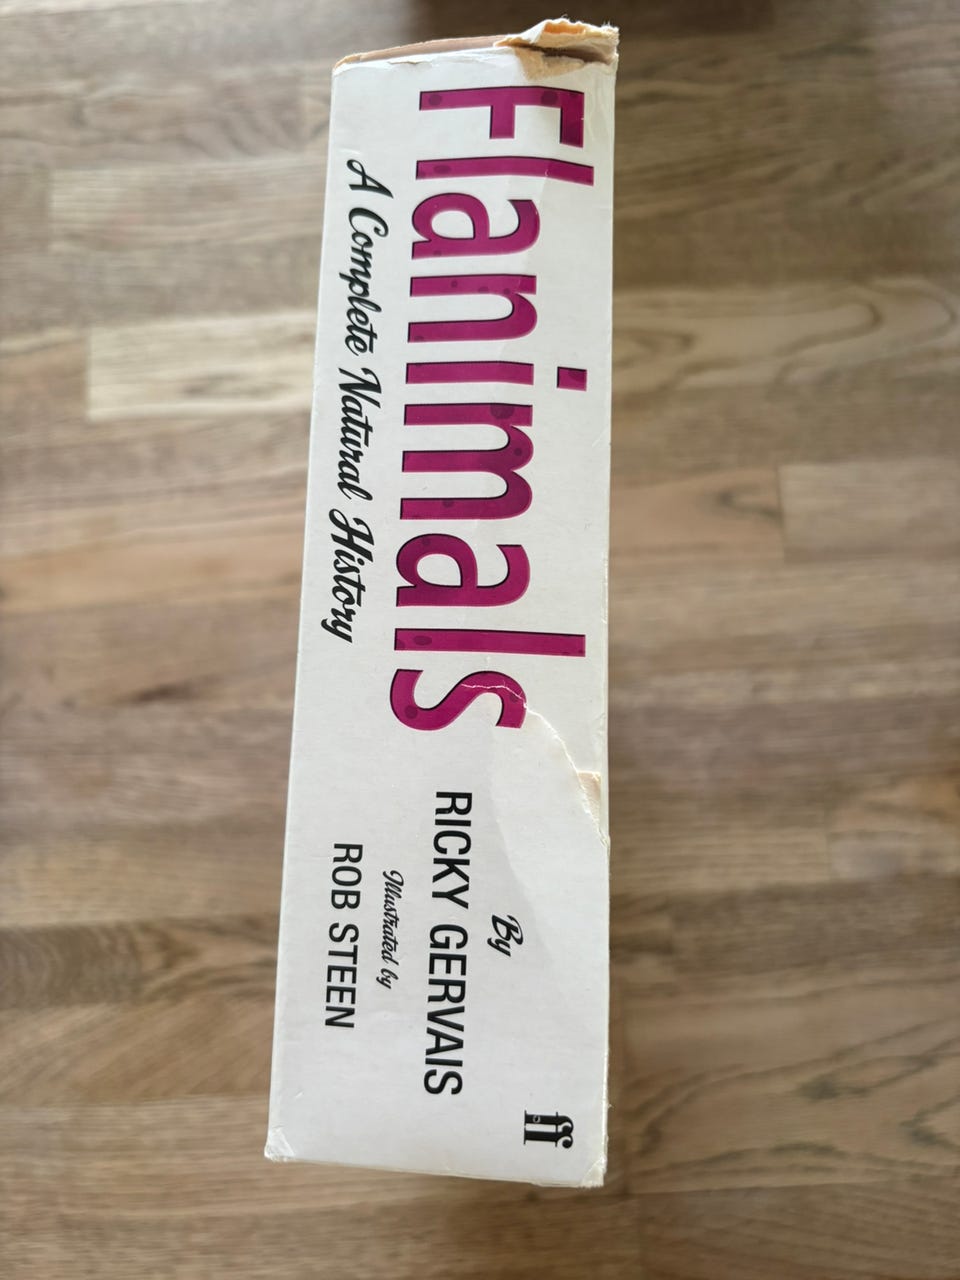 Flanimals
A Complete Natural History
By
RICKY GERVAIS
Illustrated by
ROB STEEN
ff